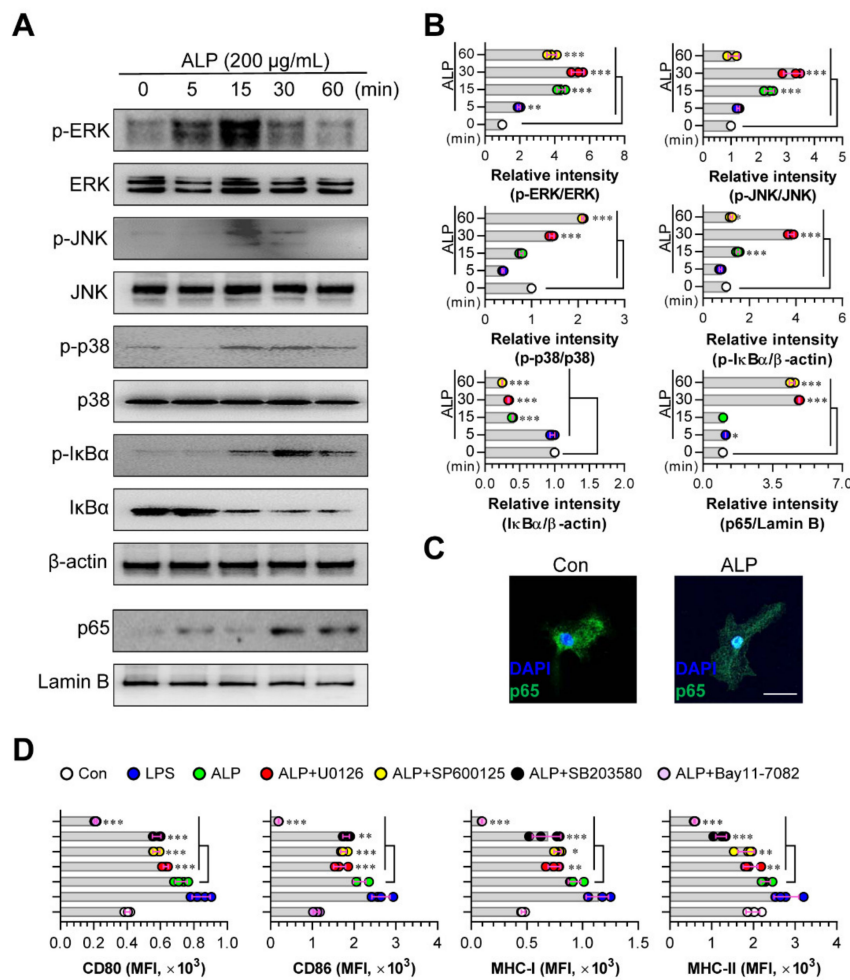 A
ALP (200 µg/mL)
0 5 15 30 60 (min)
p-ERK
ERK
p-JNK
JNK
p-p38
p38
p-IκBα
IκBα
β-actin
p65
Lamin B
B
ALP
60 ***
30 ***
15 ***
5 **
0
(min)
0 2 4 6 8
Relative intensity
(p-ERK/ERK)
ALP
60
30 ***
15 ***
5
0
(min)
0 1 2 3 4 5
Relative intensity
(p-JNK/JNK)
ALP
60 ***
30 ***
15
5
0
(min)
0 1 2 3
Relative intensity
(p-p38/p38)
ALP
60 *
30 ***
15 ***
5
0
(min)
0 2 4 6
Relative intensity
(p-IκBα/β-actin)
ALP
60 ***
30 ***
15 ***
5
0
(min)
0.0 0.5 1.0 1.5 2.0
Relative intensity
(IκBα/β-actin)
ALP
60 ***
30 ***
15
5 *
0
(min)
0.0 4.5 7.0
Relative intensity
(p65/Lamin B)
C
Con ALP
DAPI
p65
DAPI
p65
D
Con LPS ALP ALP+U0126 ALP+SP600125 ALP+SB203580 ALP+Bay11-7082
***
***
***
***
0.0 0.2 0.4 0.6 0.8 1.0
CD80 (MFI, ×10³)
***
**
***
***
0 1 2 3 4
CD86 (MFI, ×10³)
***
***
*
**
0.0 0.5 1.0 1.5
MHC-I (MFI, ×10³)
***
***
**
**
0 1 2 3 4
MHC-II (MFI, ×10³)